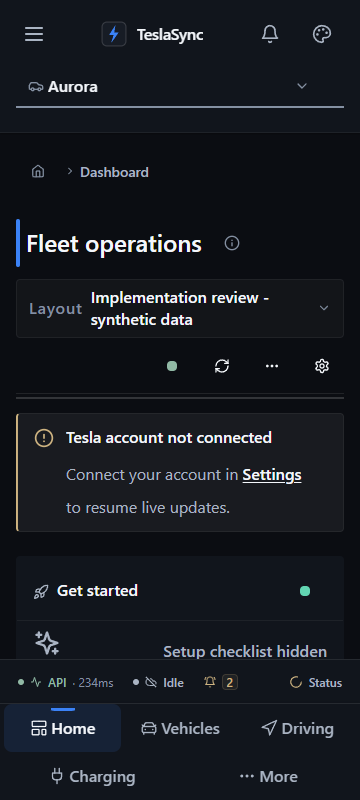 TeslaSync
Aurora
Dashboard
Fleet operations
Layout
Implementation review -
synthetic data
Tesla account not connected
Connect your account in Settings
to resume live updates.
Get started
Setup checklist hidden
API · 234ms
Idle
2
Status
Home
Vehicles
Driving
Charging
More